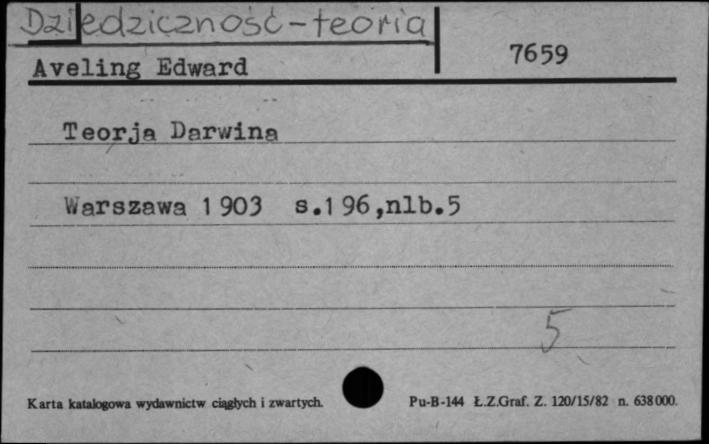 Dziedziczność - teoria
7659
Aveling Edward
Teorja Darwina
Warszawa 1903 s.196,nlb.5
5
Karta katalogowa wydawnictw ciągłych i zwartych.
Pu-B-144 Ł.Z.Graf. Z. 120/15/82 n. 638000.